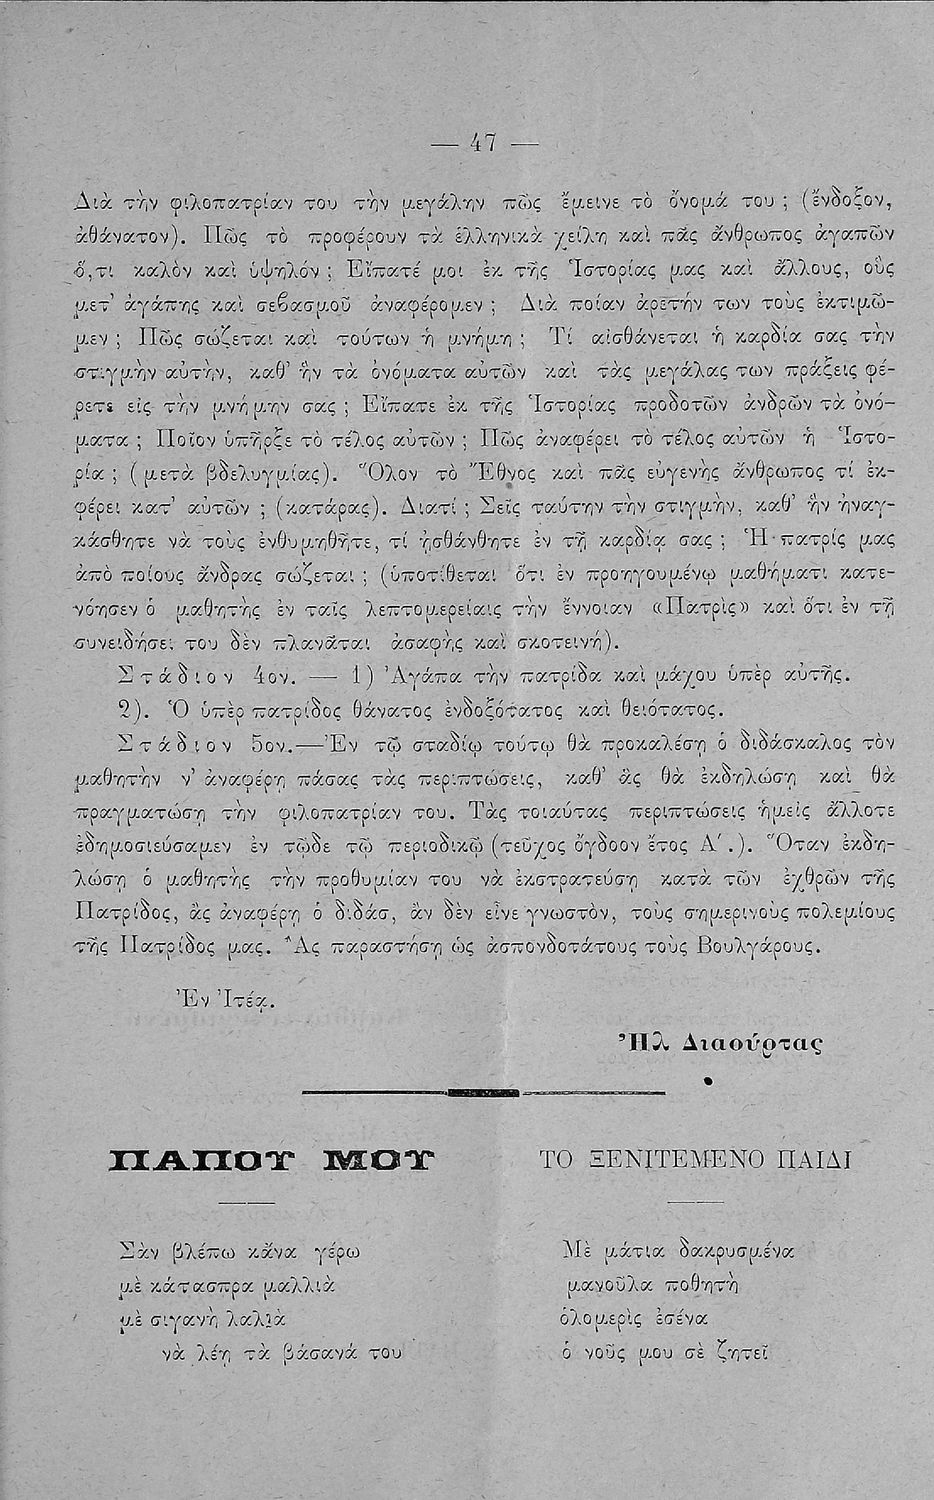 — 47 —
Διὰ τὴν φιλοπατρίαν του τὴν μεγάλην πῶς ἔμεινε τὸ ὄνομά του ; (ἔνδοξον,
ἀθάνατον). Πῶς τὸ προφέρουν τὰ ἑλληνικὰ χείλη καὶ πᾶς ἄνθρωπος ἀγαπῶν
ὅ,τι καλὸν καὶ ὑψηλόν ; Εἴπατέ μοι ἐκ τῆς Ἱστορίας μας καὶ ἄλλους, οὓς
μετ' ἀγάπης καὶ σεβασμοῦ ἀναφέρομεν ; Διὰ ποίαν ἀρετήν των τοὺς ἐκτιμῶ-
μεν ; Πῶς σώζεται καὶ τούτων ἡ μνήμη ; Τί αἰσθάνεται ἡ καρδία σας τὴν
στιγμὴν αὐτὴν, καθ' ἣν τὰ ὀνόματα αὐτῶν καὶ τὰς μεγάλας των πράξεις φέ-
ρετε εἰς τὴν μνήμην σας ; Εἴπατε ἐκ τῆς Ἱστορίας προδοτῶν ἀνδρῶν τὰ ὀνό-
ματα ; Ποῖον ὑπῆρξε τὸ τέλος αὐτῶν ; Πῶς ἀναφέρει τὸ τέλος αὐτῶν ἡ Ἱστο-
ρία ; (μετὰ βδελυγμίας). Ὅλον τὸ Ἔθνος καὶ πᾶς εὐγενὴς ἄνθρωπος τί ἐκ-
φέρει κατ' αὐτῶν ; (κατάρας). Διατί ; Σεῖς ταύτην τὴν στιγμὴν, καθ' ἣν ἠναγ-
κάσθητε νὰ τοὺς ἐνθυμηθῆτε, τί ᾐσθάνθητε ἐν τῇ καρδίᾳ σας ; Ἡ πατρίς μας
ἀπὸ ποίους ἄνδρας σώζεται ; (ὑποτίθεται ὅτι ἐν προηγουμένῳ μαθήματι κατε-
νόησεν ὁ μαθητὴς ἐν ταῖς λεπτομερείαις τὴν ἔννοιαν «Πατρὶς» καὶ ὅτι ἐν τῇ
συνειδήσει του δὲν πλανᾶται ἀσαφὴς καὶ σκοτεινή).
Στάδιον 4ον. — 1) Ἀγάπα τὴν πατρίδα καὶ μάχου ὑπὲρ αὐτῆς.
2). Ὁ ὑπὲρ πατρίδος θάνατος ἐνδοξότατος καὶ θειότατος.
Στάδιον 5ον.—Ἐν τῷ σταδίῳ τούτῳ θὰ προκαλέσῃ ὁ διδάσκαλος τὸν
μαθητὴν ν' ἀναφέρῃ πάσας τὰς περιπτώσεις, καθ' ἃς θὰ ἐκδηλώσῃ καὶ θὰ
πραγματώσῃ τὴν φιλοπατρίαν του. Τὰς τοιαύτας περιπτώσεις ἡμεῖς ἄλλοτε
ἐδημοσιεύσαμεν ἐν τῷδε τῷ περιοδικῷ (τεῦχος ὄγδοον ἔτος Α΄.). Ὅταν ἐκδη-
λώσῃ ὁ μαθητὴς τὴν προθυμίαν του νὰ ἐκστρατεύσῃ κατὰ τῶν ἐχθρῶν τῆς
Πατρίδος, ἂς ἀναφέρῃ ὁ διδάσ, ἂν δὲν εἶνε γνωστὸν, τοὺς σημερινοὺς πολεμίους
τῆς Πατρίδος μας. Ἂς παραστήσῃ ὡς ἀσπονδοτάτους τοὺς Βουλγάρους.
Ἐν Ἰτέᾳ.
Ἠλ Διαούρτας
ΠΑΠΟΥ ΜΟΥ
Σὰν βλέπω κᾶνα γέρω
μὲ κάτασπρα μαλλιὰ
μὲ σιγανὴ λαλιὰ
νὰ λέῃ τὰ βάσανά του
ΤΟ ΞΕΝΙΤΕΜΕΝΟ ΠΑΙΔΙ
Μὲ μάτια δακρυσμένα
μανοῦλα ποθητὴ
ὁλομερὶς ἐσένα
ὁ νοῦς μου σὲ ζητεῖ